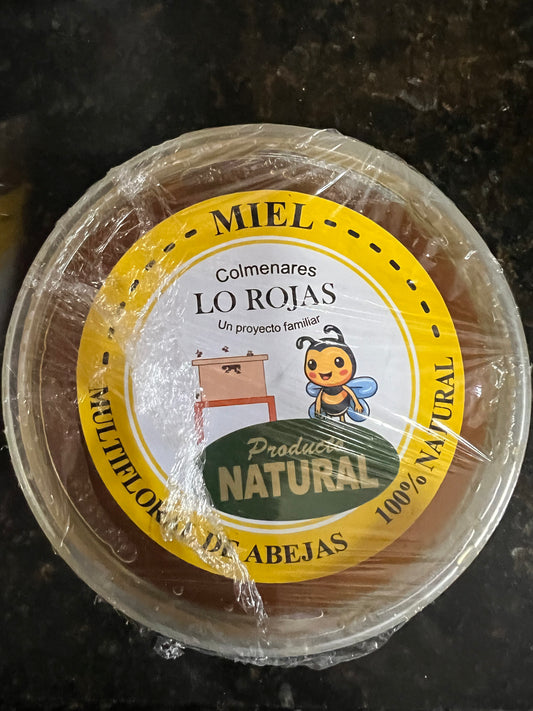 MIEL
Colmenares
LO ROJAS
Un proyecto familiar
Producto
NATURAL
MULTIFLORA DE ABEJAS
100% NATURAL